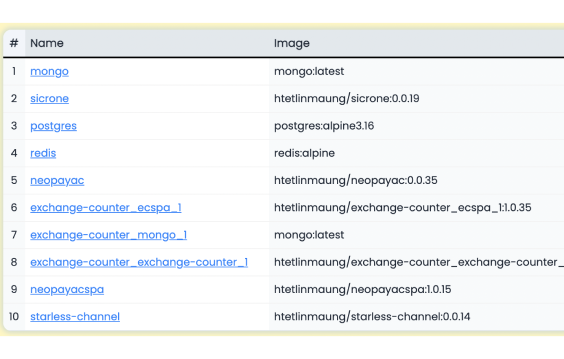 # Name Image
1 mongo mongo:latest
2 sicrone htetlinmaung/sicrone:0.0.19
3 postgres postgres:alpine3.16
4 redis redis:alpine
5 neopayac htetlinmaung/neopayac:0.0.35
6 exchange-counter_ecspa_1 htetlinmaung/exchange-counter_ecspa_1:1.0.35
7 exchange-counter_mongo_1 mongo:latest
8 exchange-counter_exchange-counter_1 htetlinmaung/exchange-counter_exchange-counter_
9 neopayacspa htetlinmaung/neopayacspa:1.0.15
10 starless-channel htetlinmaung/starless-channel:0.0.14